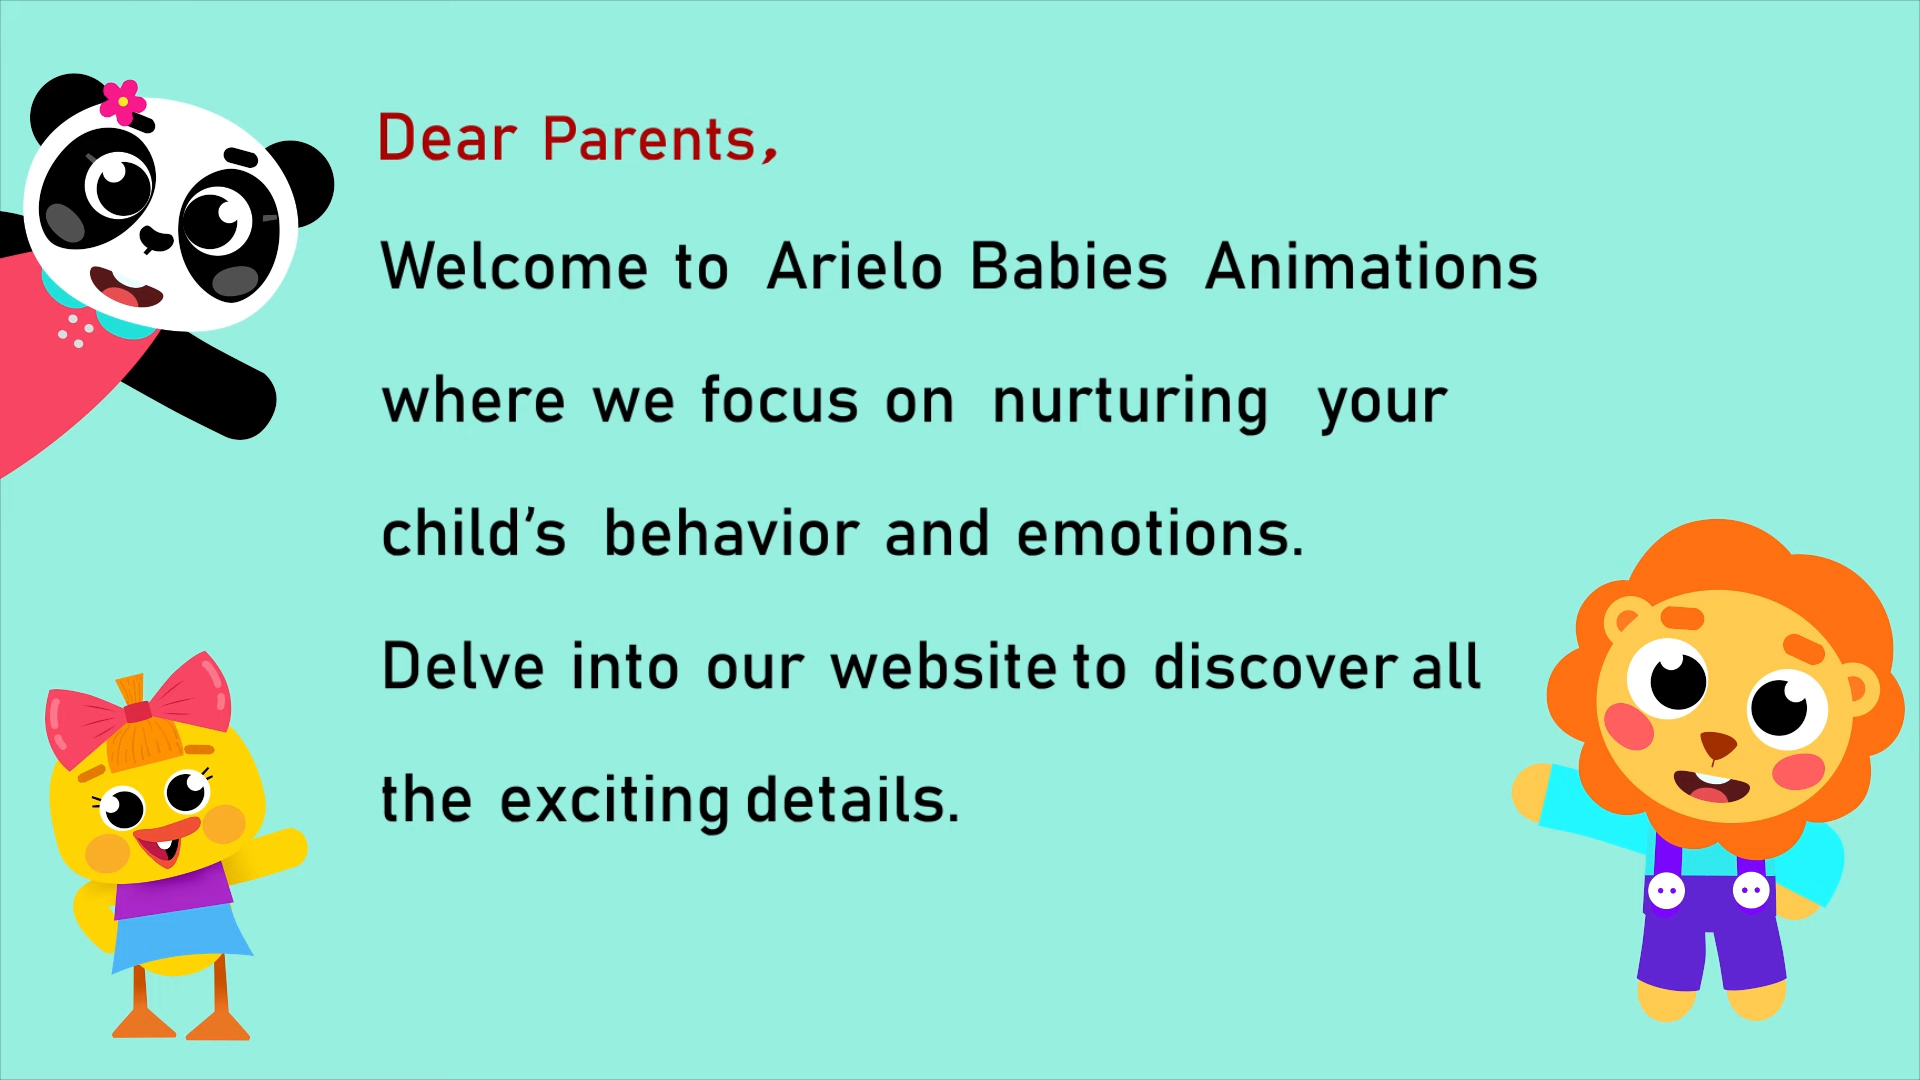 Dear Parents,
Welcome to Arielo Babies Animations
where we focus on nurturing your
child’s behavior and emotions.
Delve into our website to discover all
the exciting details.